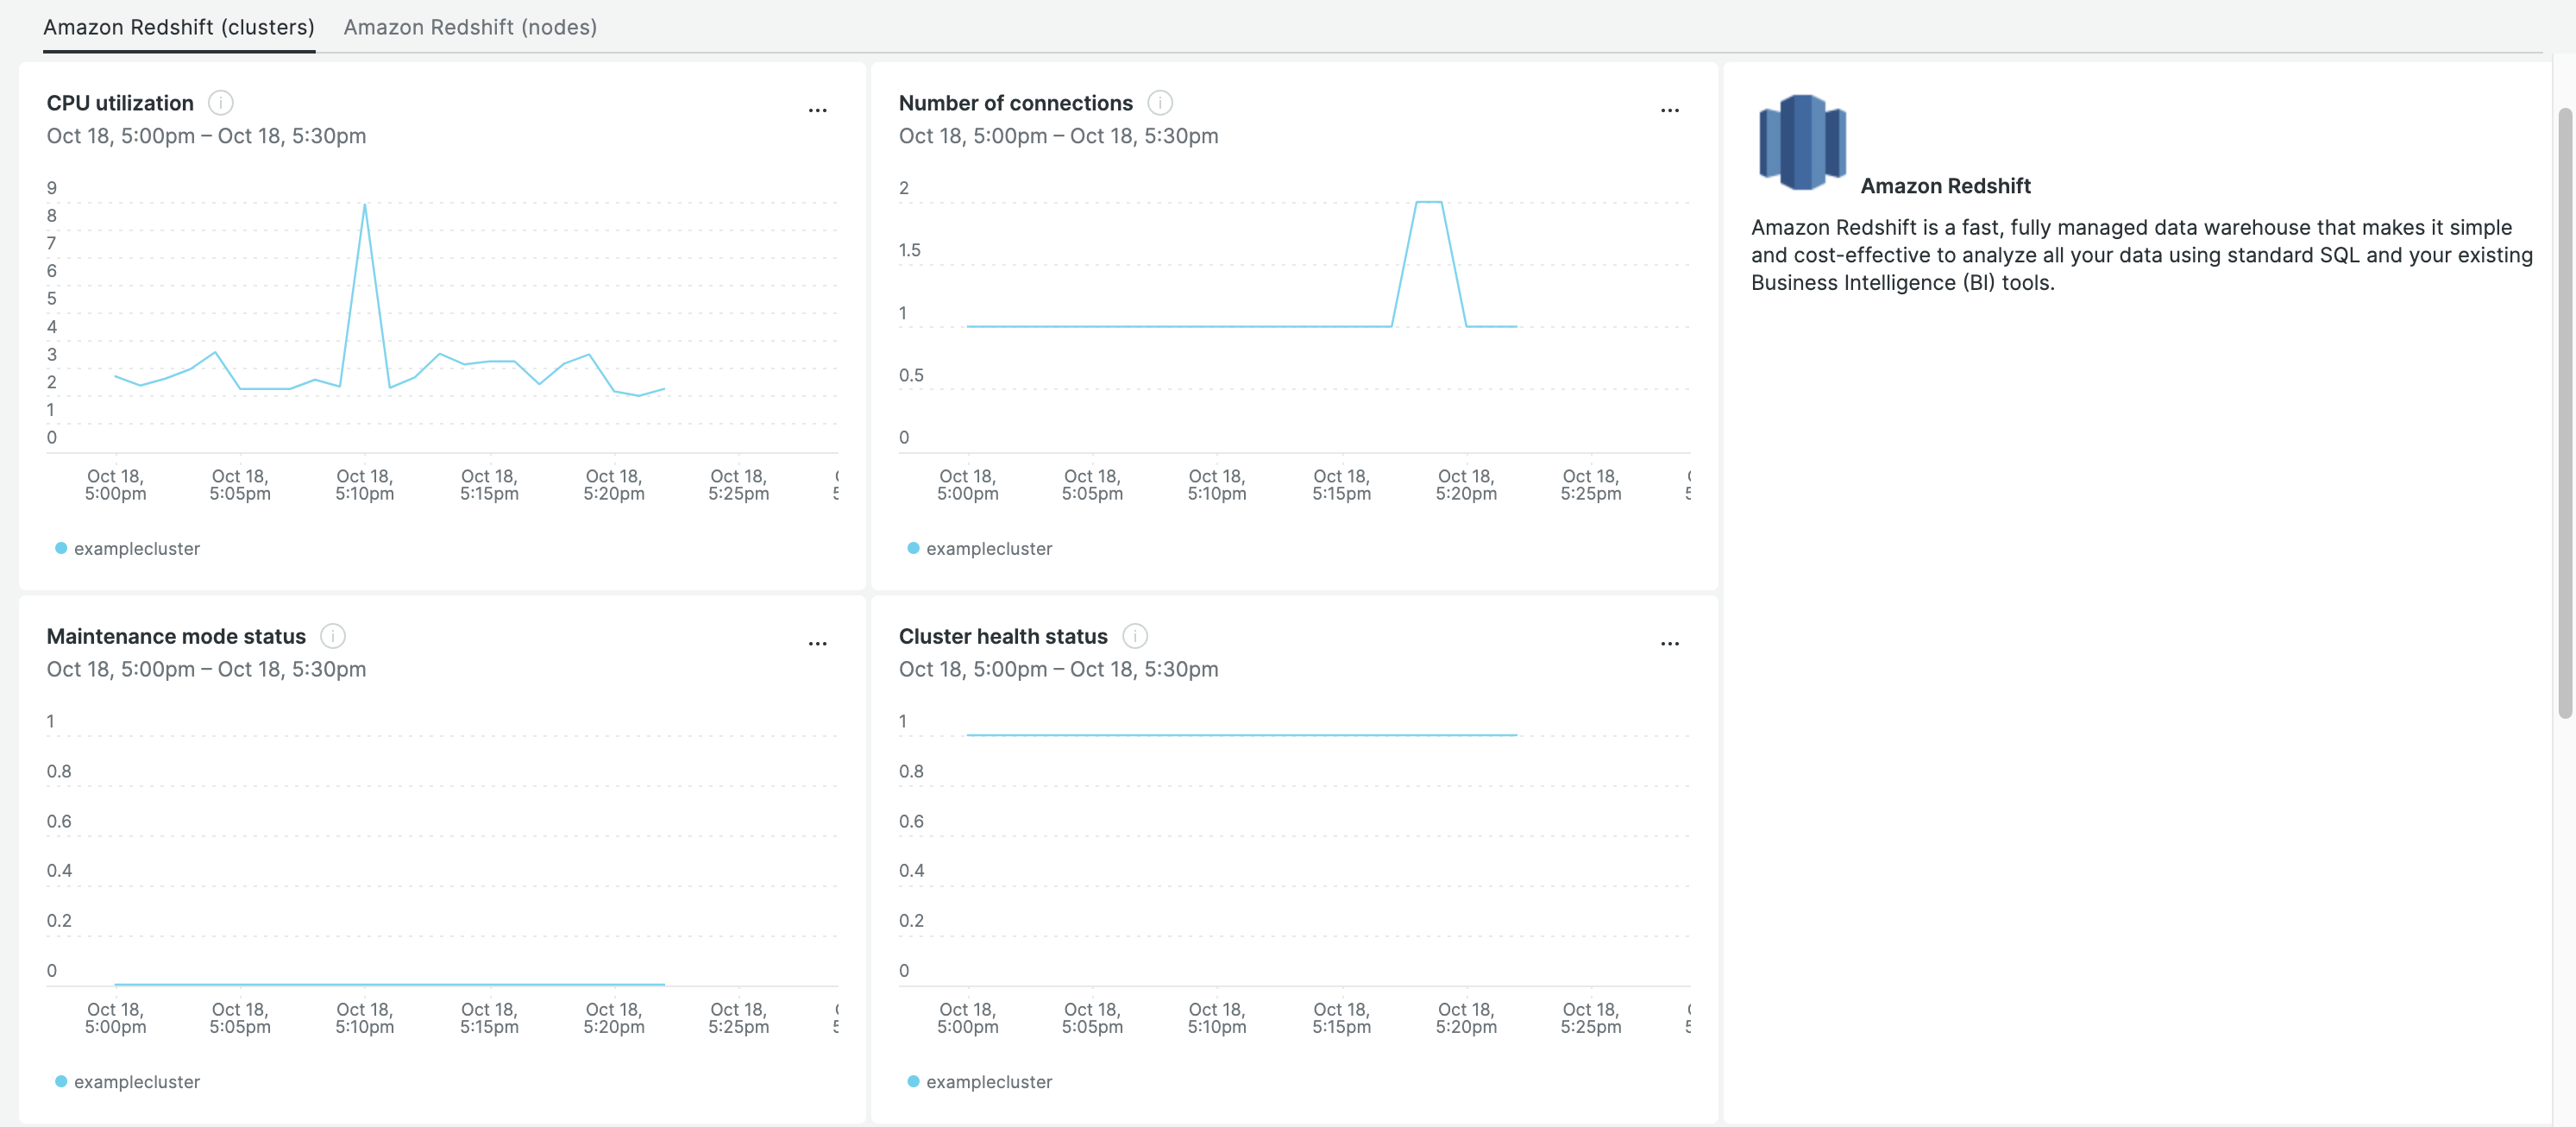 Amazon Redshift (clusters)
Amazon Redshift (nodes)
CPU utilization
Oct 18, 5:00pm – Oct 18, 5:30pm
9
8
7
6
5
4
3
2
1
0
Oct 18,
5:00pm
Oct 18,
5:05pm
Oct 18,
5:10pm
Oct 18,
5:15pm
Oct 18,
5:20pm
Oct 18,
5:25pm
examplecluster
Number of connections
Oct 18, 5:00pm – Oct 18, 5:30pm
2
1.5
1
0.5
0
Oct 18,
5:00pm
Oct 18,
5:05pm
Oct 18,
5:10pm
Oct 18,
5:15pm
Oct 18,
5:20pm
Oct 18,
5:25pm
examplecluster
Amazon Redshift
Amazon Redshift is a fast, fully managed data warehouse that makes it simple
and cost-effective to analyze all your data using standard SQL and your existing
Business Intelligence (BI) tools.
Maintenance mode status
Oct 18, 5:00pm – Oct 18, 5:30pm
1
0.8
0.6
0.4
0.2
0
Oct 18,
5:00pm
Oct 18,
5:05pm
Oct 18,
5:10pm
Oct 18,
5:15pm
Oct 18,
5:20pm
Oct 18,
5:25pm
examplecluster
Cluster health status
Oct 18, 5:00pm – Oct 18, 5:30pm
1
0.8
0.6
0.4
0.2
0
Oct 18,
5:00pm
Oct 18,
5:05pm
Oct 18,
5:10pm
Oct 18,
5:15pm
Oct 18,
5:20pm
Oct 18,
5:25pm
examplecluster